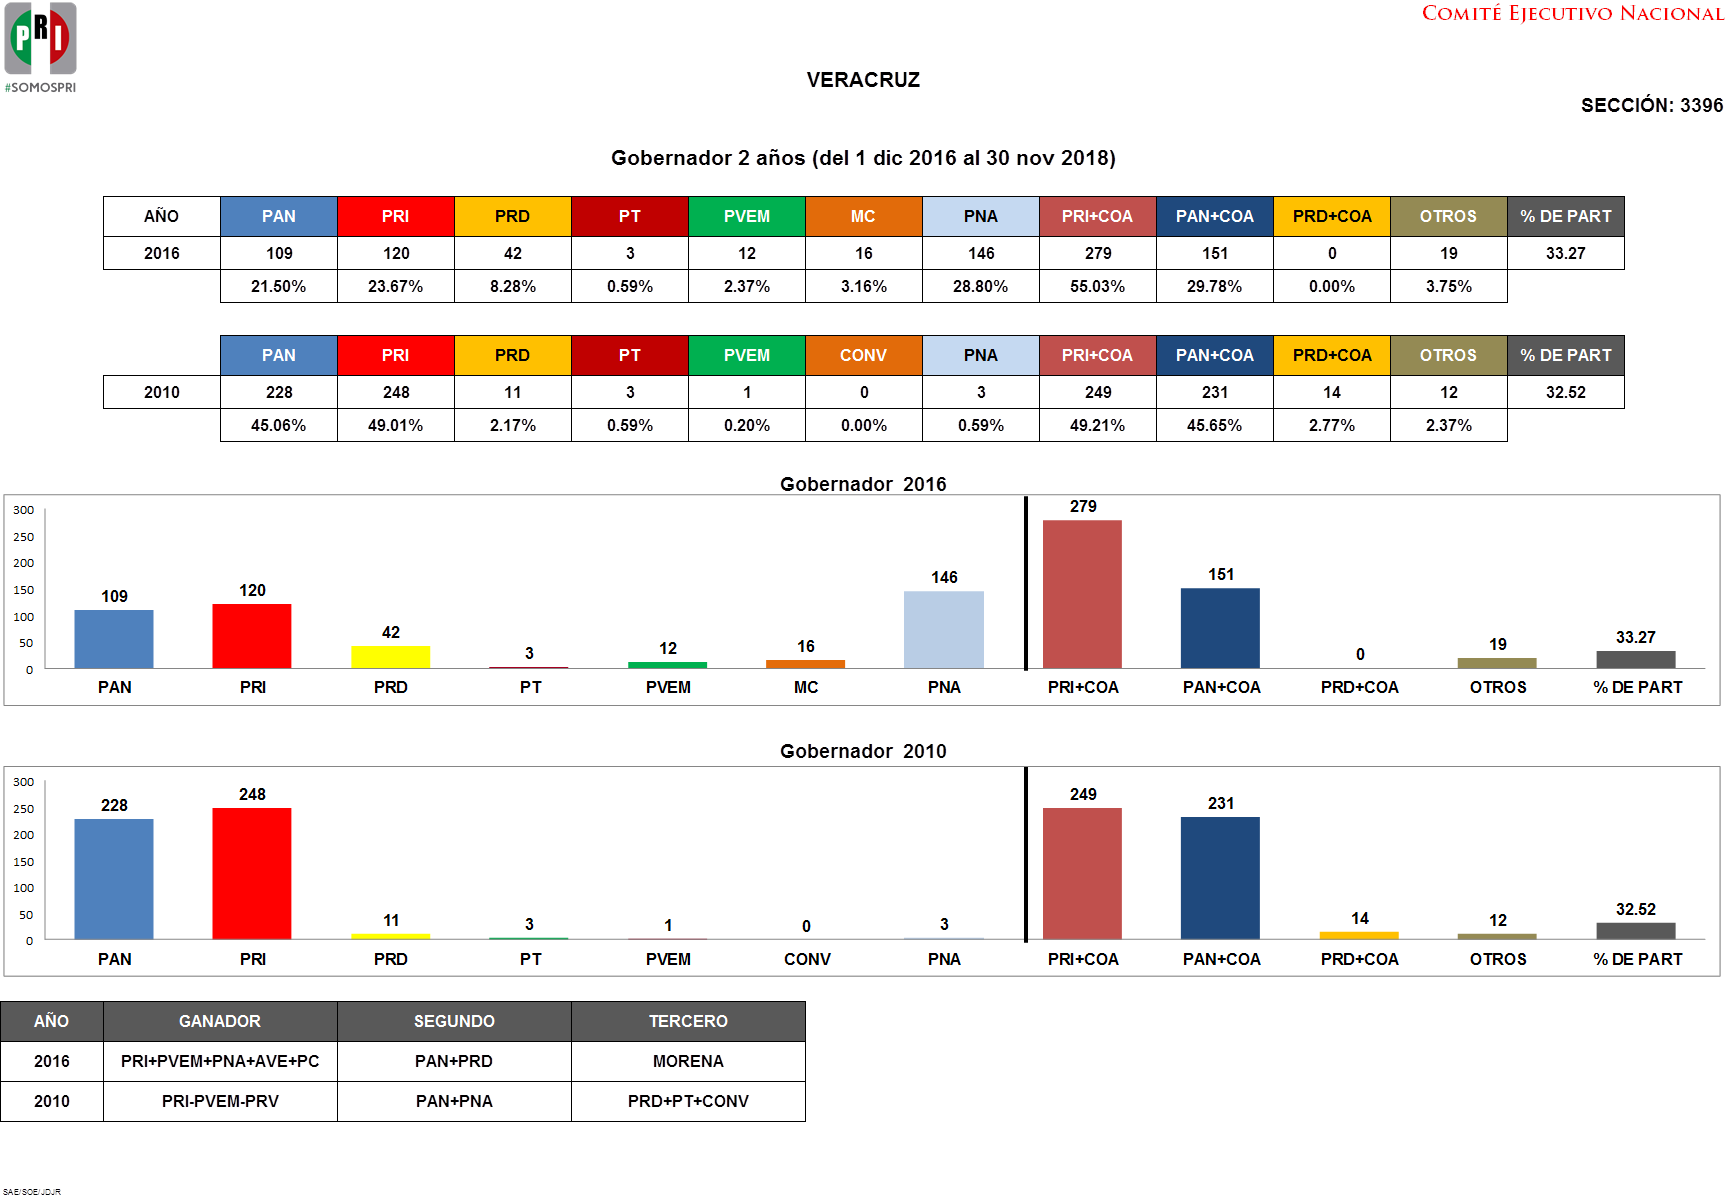 PRI
#SOMOSPRI
COMITÉ EJECUTIVO NACIONAL
VERACRUZ
SECCIÓN: 3396
Gobernador 2 años (del 1 dic 2016 al 30 nov 2018)
AÑO PAN PRI PRD PT PVEM MC PNA PRI+COA PAN+COA PRD+COA OTROS % DE PART
2016 109 120 42 3 12 16 146 279 151 0 19 33.27
21.50% 23.67% 8.28% 0.59% 2.37% 3.16% 28.80% 55.03% 29.78% 0.00% 3.75%
PAN PRI PRD PT PVEM CONV PNA PRI+COA PAN+COA PRD+COA OTROS % DE PART
2010 228 248 11 3 1 0 3 249 231 14 12 32.52
45.06% 49.01% 2.17% 0.59% 0.20% 0.00% 0.59% 49.21% 45.65% 2.77% 2.37%
Gobernador 2016
300
250
200
150
100
50
0
109 120 42 3 12 16 146 279 151 0 19 33.27
PAN PRI PRD PT PVEM MC PNA PRI+COA PAN+COA PRD+COA OTROS % DE PART
Gobernador 2010
300
250
200
150
100
50
0
228 248 11 3 1 0 3 249 231 14 12 32.52
PAN PRI PRD PT PVEM CONV PNA PRI+COA PAN+COA PRD+COA OTROS % DE PART
AÑO GANADOR SEGUNDO TERCERO
2016 PRI+PVEM+PNA+AVE+PC PAN+PRD MORENA
2010 PRI-PVEM-PRV PAN+PNA PRD+PT+CONV
SAE/SOE/JDJR